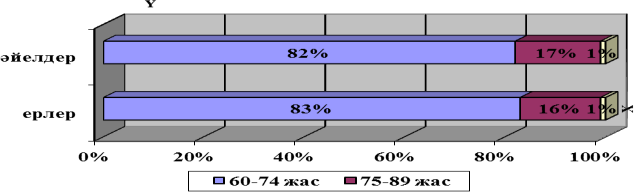 Y
әйелдер 82% 17% 1%
ерлер 83% 16% 1% X
0% 20% 40% 60% 80% 100%
60-74 жас 75-89 жас